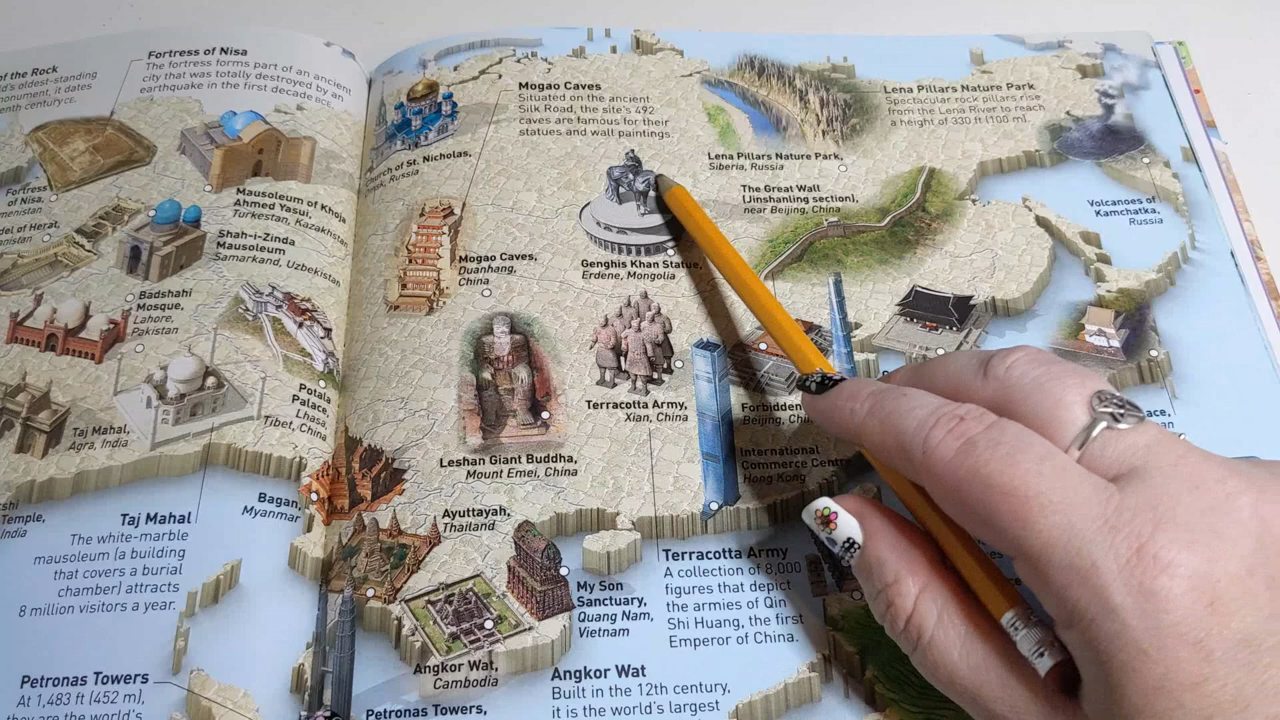 of the Rock
oldest-standing
monument, it dates
century CE.
Fortress of Nisa
The fortress forms part of an ancient
city that was totally destroyed by an
earthquake in the first decade BCE.
Fortress
of Nisa,
Mausoleum of Khoja
Ahmed Yasui,
Turkestan, Kazakhstan
of Herat,
Shah-i-Zinda
Mausoleum
Samarkand, Uzbekistan
Badshahi
Mosque,
Lahore,
Pakistan
Taj Mahal,
Agra, India
Potala
Palace,
Lhasa,
Tibet, China
Temple,
India
Taj Mahal
The white-marble
mausoleum (a building
that covers a burial
chamber) attracts
8 million visitors a year.
Bagan,
Myanmar
Petronas Towers
At 1,483 ft (452 m),
they are the world's
Church of St. Nicholas,
Russia
Mogao Caves
Situated on the ancient
Silk Road, the site's 492
caves are famous for their
statues and wall paintings.
Mogao Caves,
Duanhang,
China
Genghis Khan Statue,
Erdene, Mongolia
Lena Pillars Nature Park
Spectacular rock pillars rise
from the Lena River to reach
a height of 330 ft (100 m).
Lena Pillars Nature Park,
Siberia, Russia
The Great Wall
(Jinshanling section),
near Beijing, China
Volcanoes of
Kamchatka,
Russia
Leshan Giant Buddha,
Mount Emei, China
Terracotta Army,
Xian, China
Forbidden
Beijing,
International
Commerce
Hong Kong
Ayuttayah,
Thailand
My Son
Sanctuary,
Quang Nam,
Vietnam
Terracotta Army
A collection of 8,000
figures that depict
the armies of Qin
Shi Huang, the first
Emperor of China.
Angkor Wat,
Cambodia
Angkor Wat
Built in the 12th century,
it is the world's largest
Petronas Towers,